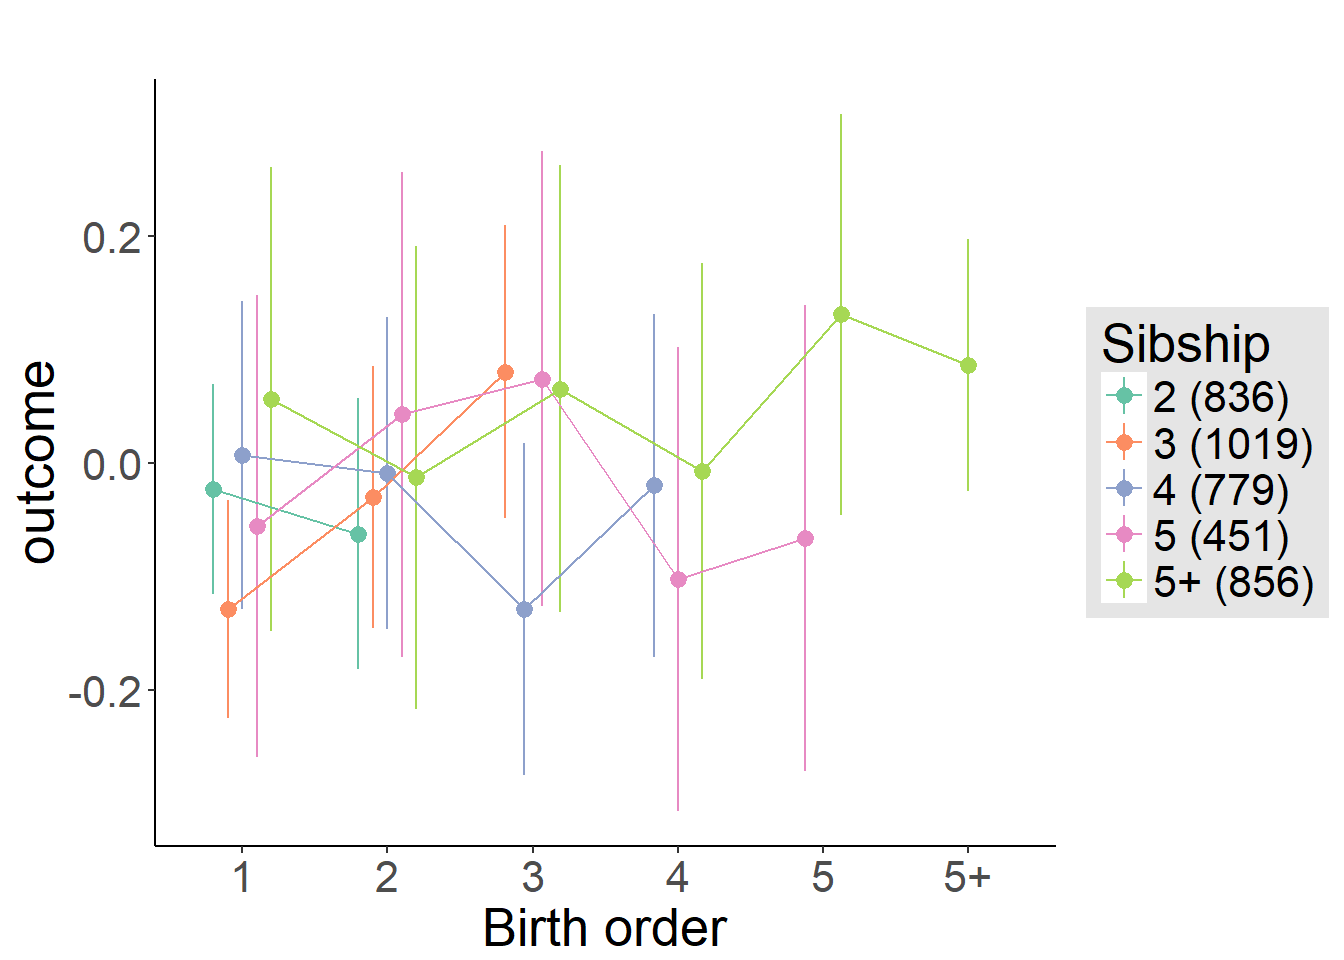 outcome
0.2
0.0
-0.2
1 2 3 4 5 5+
Birth order
Sibship
2 (836)
3 (1019)
4 (779)
5 (451)
5+ (856)